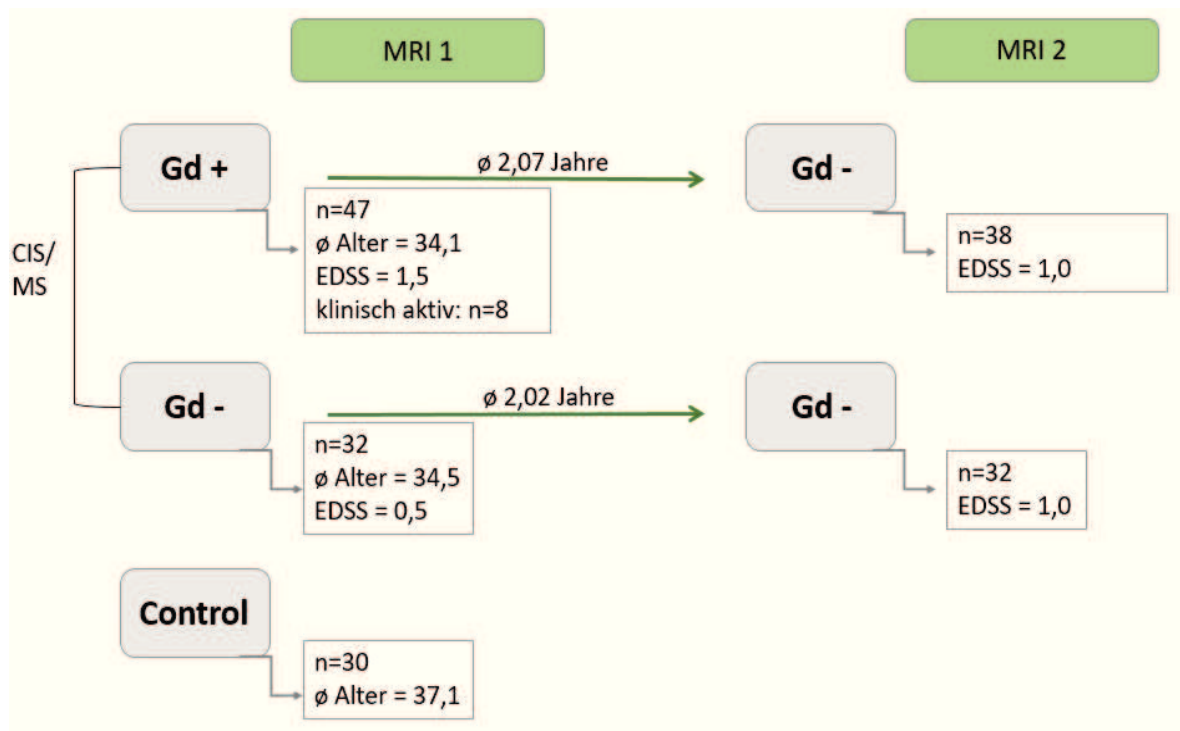 MRI 1
MRI 2
CIS/
MS
Gd +
ø 2,07 Jahre
Gd -
n=47
ø Alter = 34,1
EDSS = 1,5
klinisch aktiv: n=8
n=38
EDSS = 1,0
Gd -
ø 2,02 Jahre
Gd -
n=32
ø Alter = 34,5
EDSS = 0,5
n=32
EDSS = 1,0
Control
n=30
ø Alter = 37,1